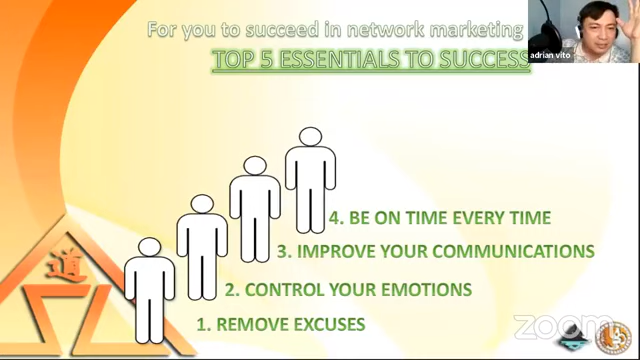 For you to succeed in network marketing
TOP 5 ESSENTIALS TO SUCCESS
adrian vito
4. BE ON TIME EVERY TIME
3. IMPROVE YOUR COMMUNICATIONS
2. CONTROL YOUR EMOTIONS
1. REMOVE EXCUSES
道
zoom